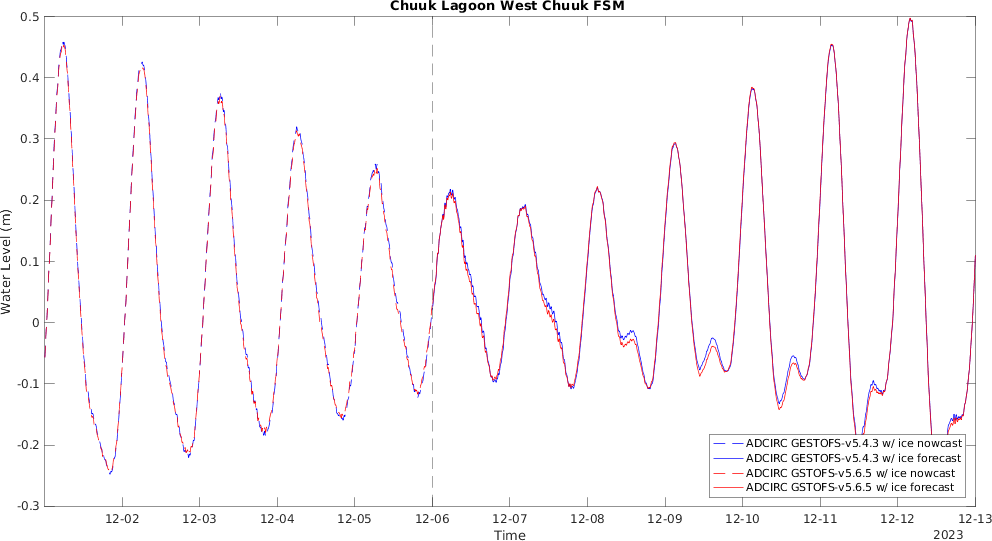 Chuuk Lagoon West Chuuk FSM
0.5
0.4
0.3
0.2
0.1
0
-0.1
-0.2
-0.3
Water Level (m)
ADCIRC GESTOFS-v5.4.3 w/ ice nowcast
ADCIRC GESTOFS-v5.4.3 w/ ice forecast
ADCIRC GSTOFS-v5.6.5 w/ ice nowcast
ADCIRC GSTOFS-v5.6.5 w/ ice forecast
12-02 12-03 12-04 12-05 12-06 12-07 12-08 12-09 12-10 12-11 12-12 12-13
Time
2023